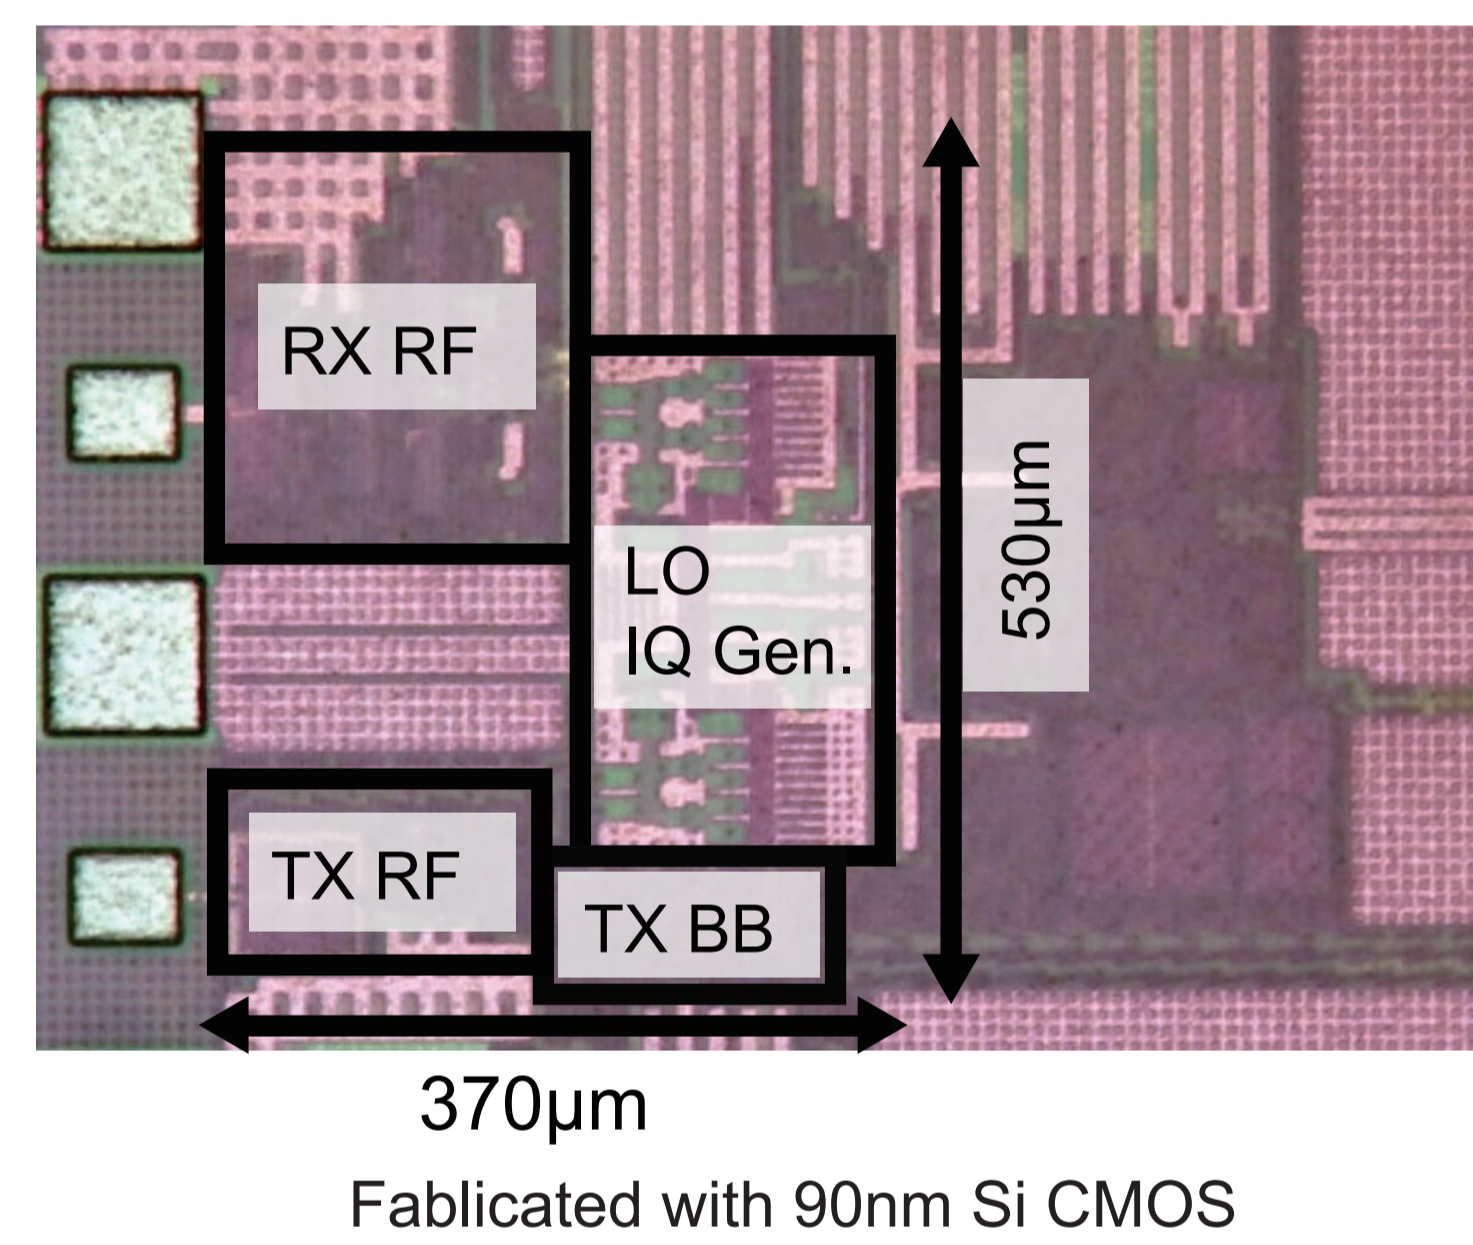 RX RF
LO
IQ Gen.
530μm
TX RF
TX BB
370μm
Fablicated with 90nm Si CMOS